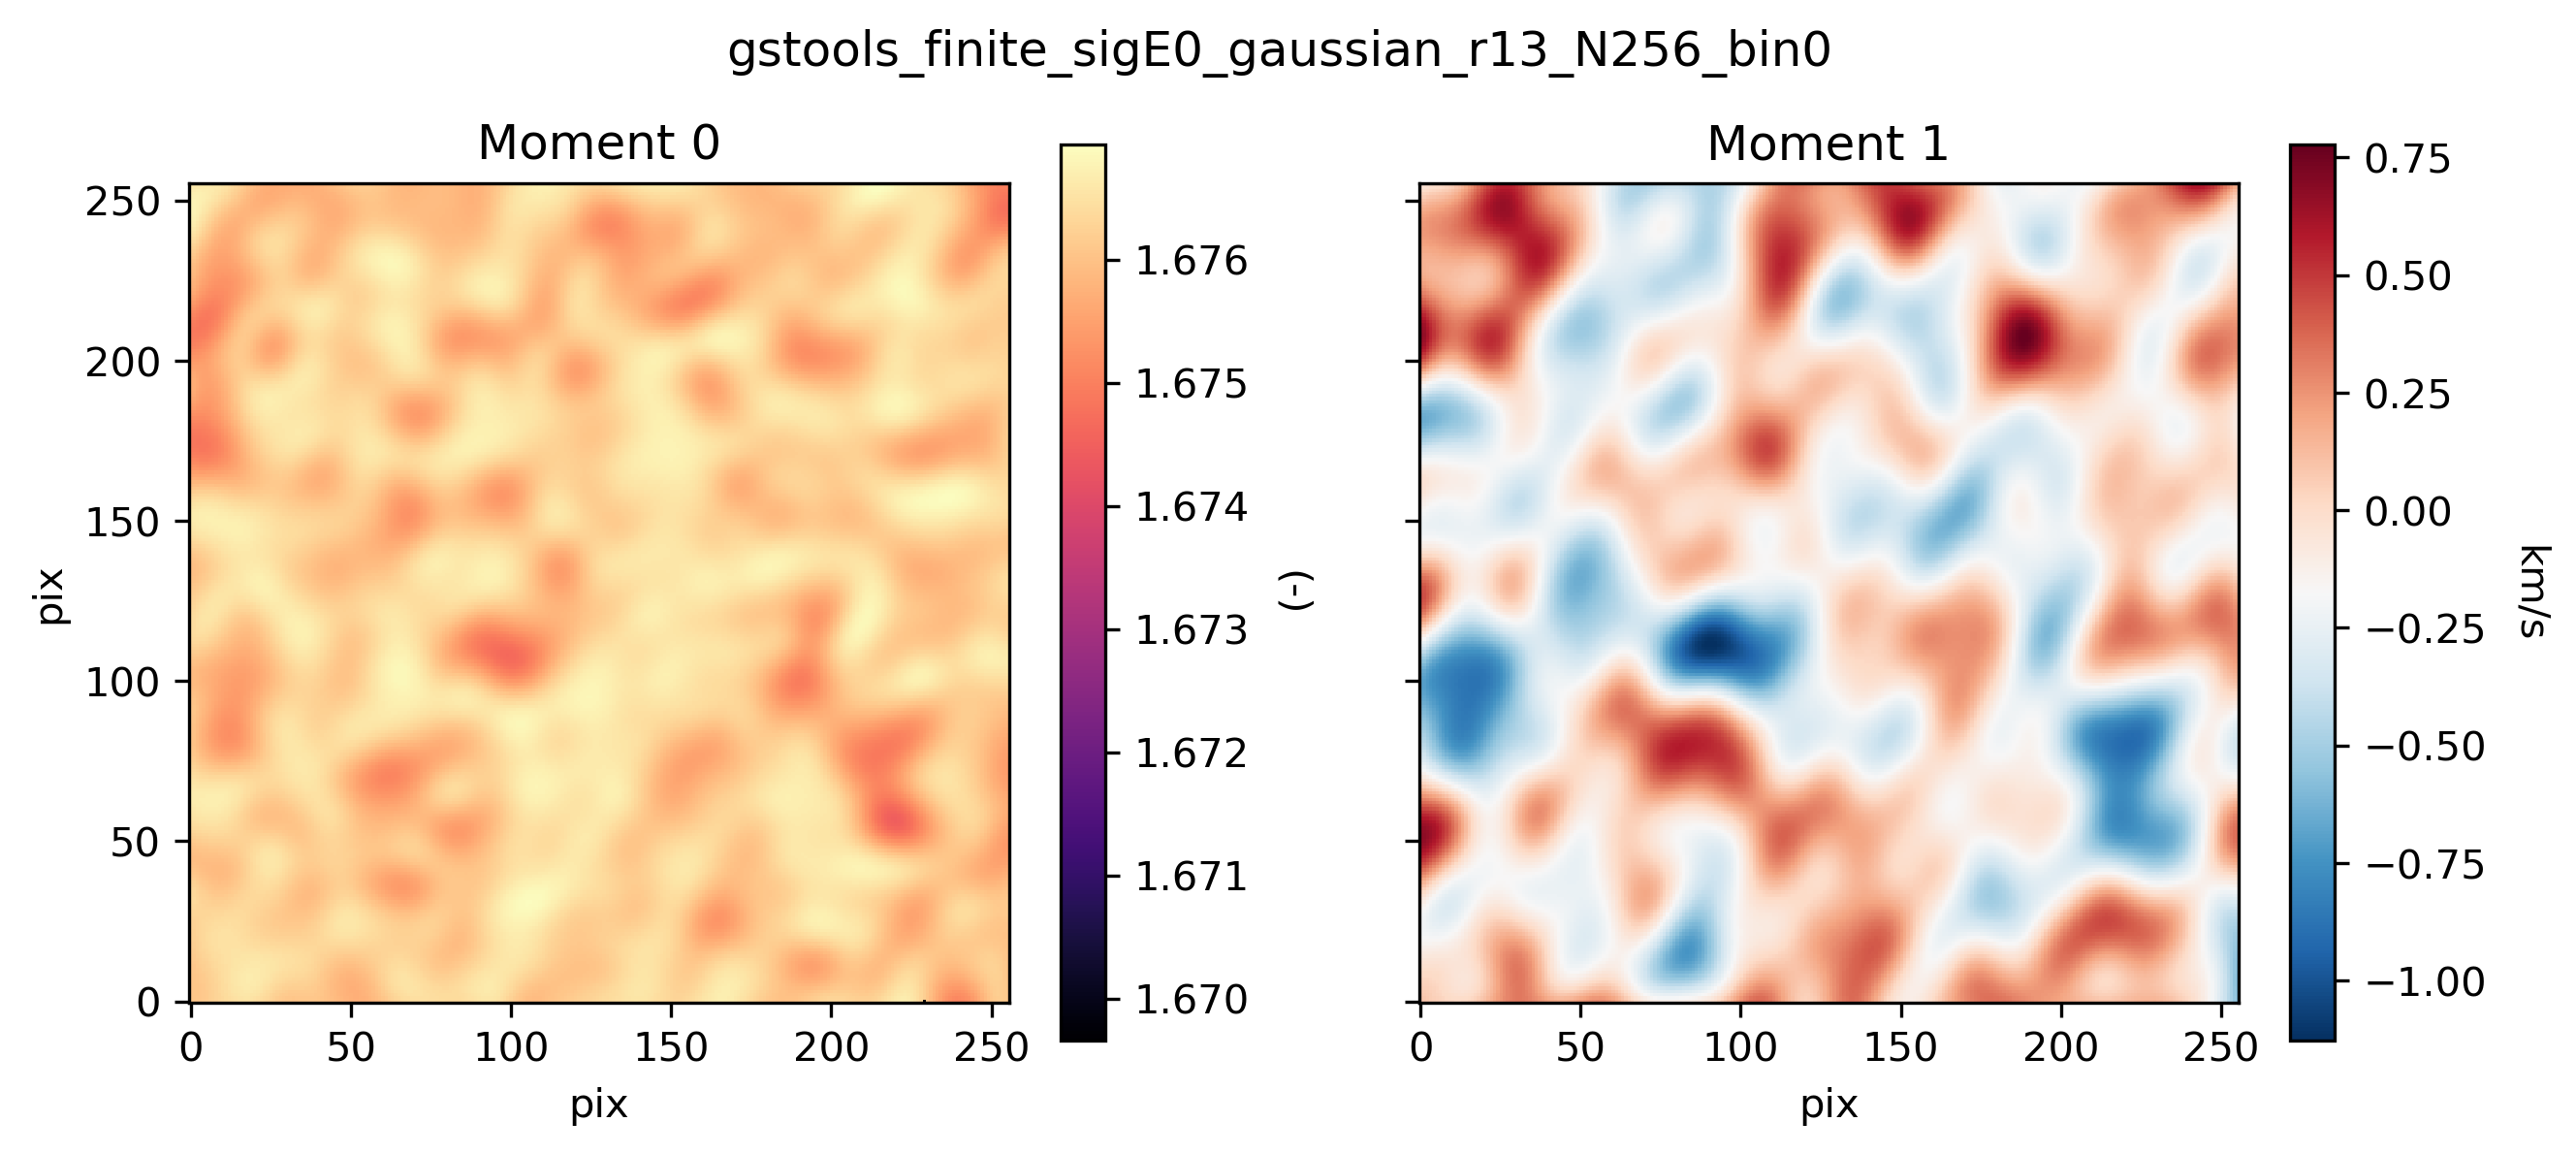 gstools_finite_sigE0_gaussian_r13_N256_bin0
Moment 0
250
200
150
100
50
0
pix
0 50 100 150 200 250
pix
1.676
1.675
1.674
1.673
1.672
1.671
1.670
(-)
Moment 1
0 50 100 150 200 250
pix
0.75
0.50
0.25
0.00
−0.25
−0.50
−0.75
−1.00
km/s